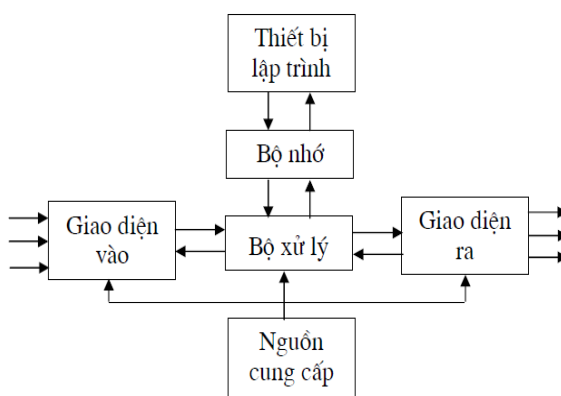 Thiết bị
lập trình
Bộ nhớ
Giao diện
vào
Bộ xử lý
Giao diện
ra
Nguồn
cung cấp